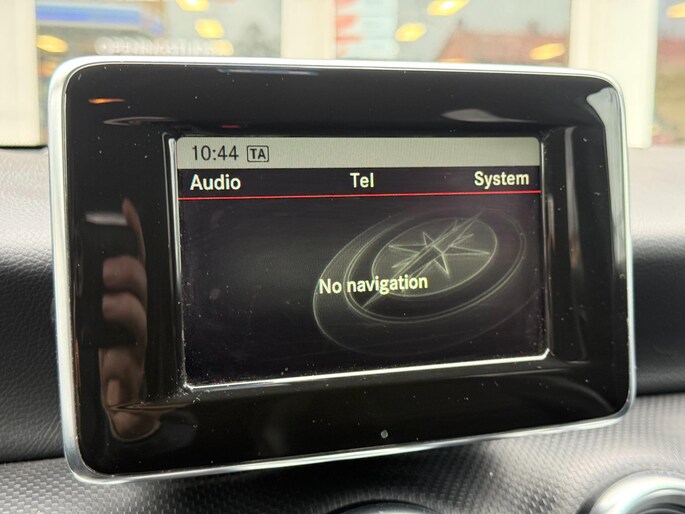 10:44 TA
Audio Tel System
No navigation